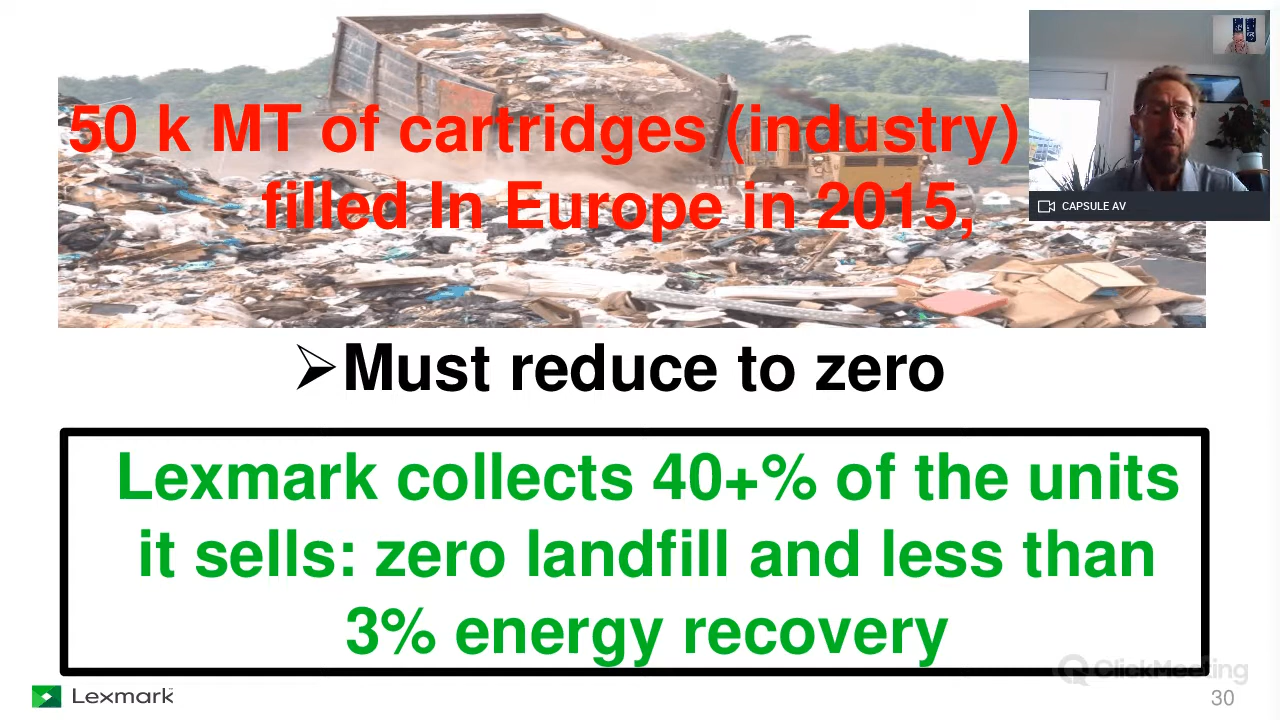 50 k MT of cartridges (industry)
filled In Europe in 2015,
CAPSULE AV
➢Must reduce to zero
Lexmark collects 40+% of the units
it sells: zero landfill and less than
3% energy recovery
ClickMeeting
Lexmark™
30